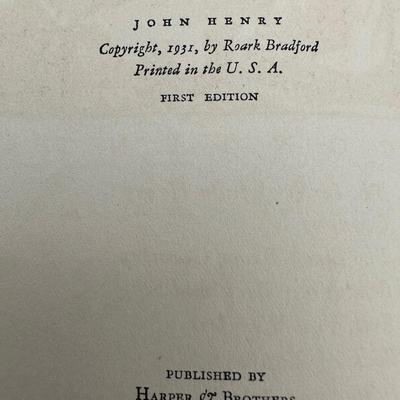 JOHN HENRY
Copyright, 1931, by Roark Bradford
Printed in the U. S. A.
FIRST EDITION
PUBLISHED BY
HARPER & BROTHERS